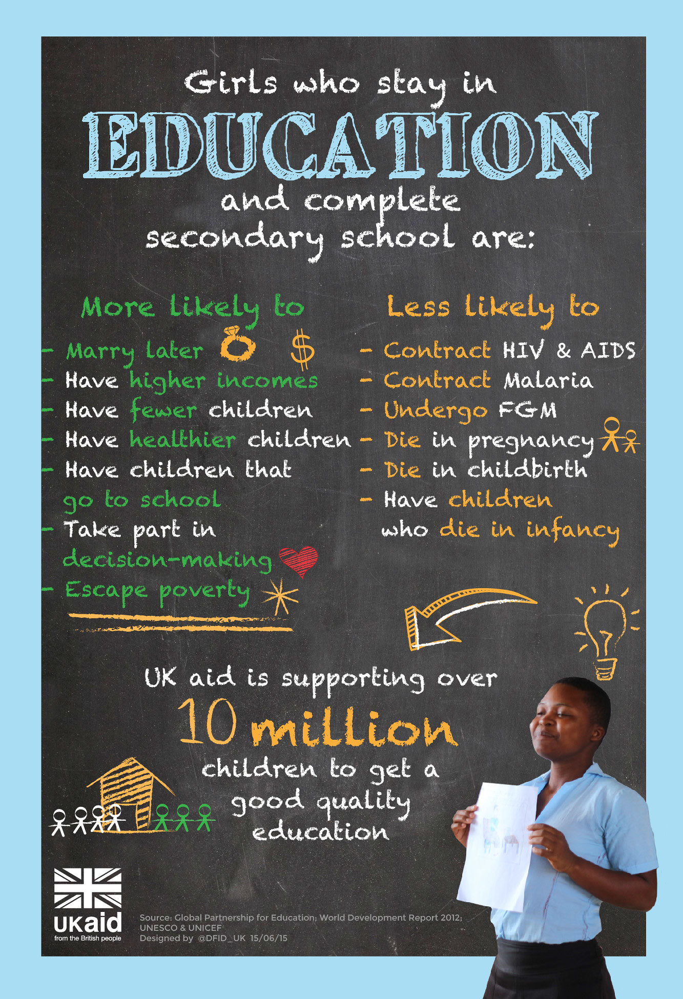 Girls who stay in
EDUCATION
and complete
secondary school are:
More likely to
- Marry later
- Have higher incomes
- Have fewer children
- Have healthier children
- Have children that
go to school
- Take part in
decision-making
- Escape poverty
Less likely to
- Contract HIV & AIDS
- Contract Malaria
- Undergo FGM
- Die in pregnancy
- Die in childbirth
- Have children
who die in infancy
UK aid is supporting over
10 million
children to get a
good quality
education
UKaid
from the British people
Source: Global Partnership for Education; World Development Report 2012;
UNESCO & UNICEF
Designed by @DFID_UK 15/06/15